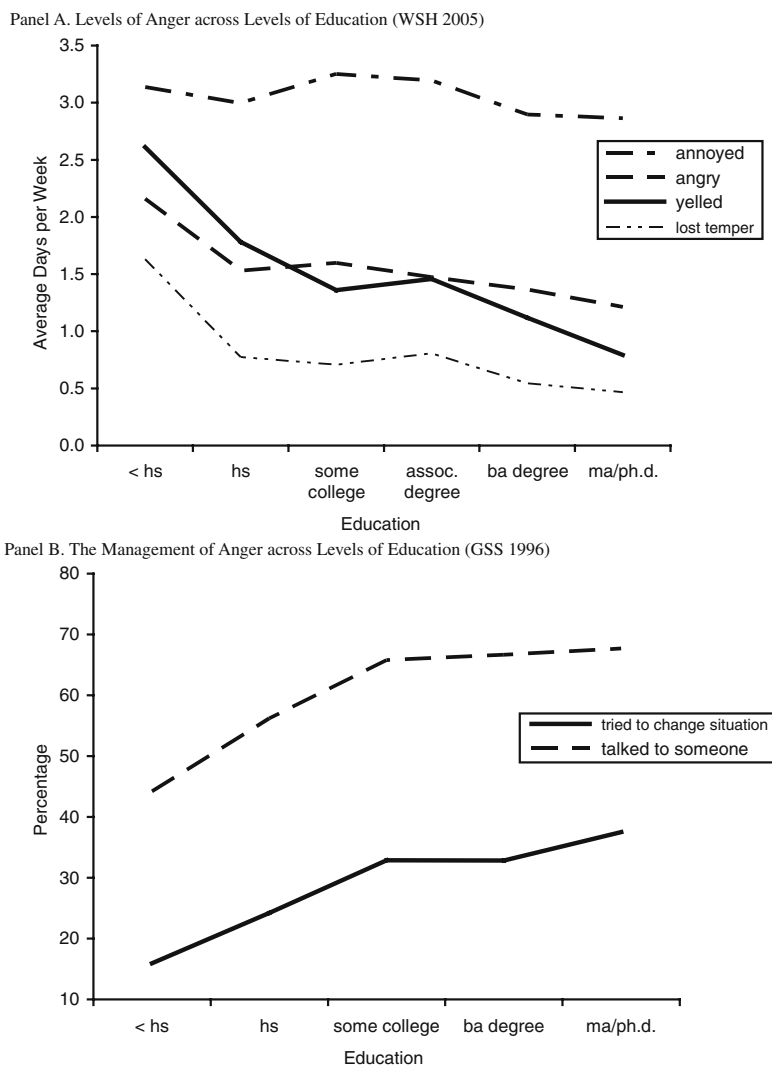 Panel A. Levels of Anger across Levels of Education (WSH 2005)
3.5
3.0
2.5
2.0
1.5
1.0
0.5
0.0
Average Days per Week
annoyed
angry
yelled
lost temper
< hs hs some assoc. ba degree ma/ph.d.
college degree
Education
Panel B. The Management of Anger across Levels of Education (GSS 1996)
80
70
60
50
40
30
20
10
Percentage
tried to change situation
talked to someone
< hs hs some college ba degree ma/ph.d.
Education